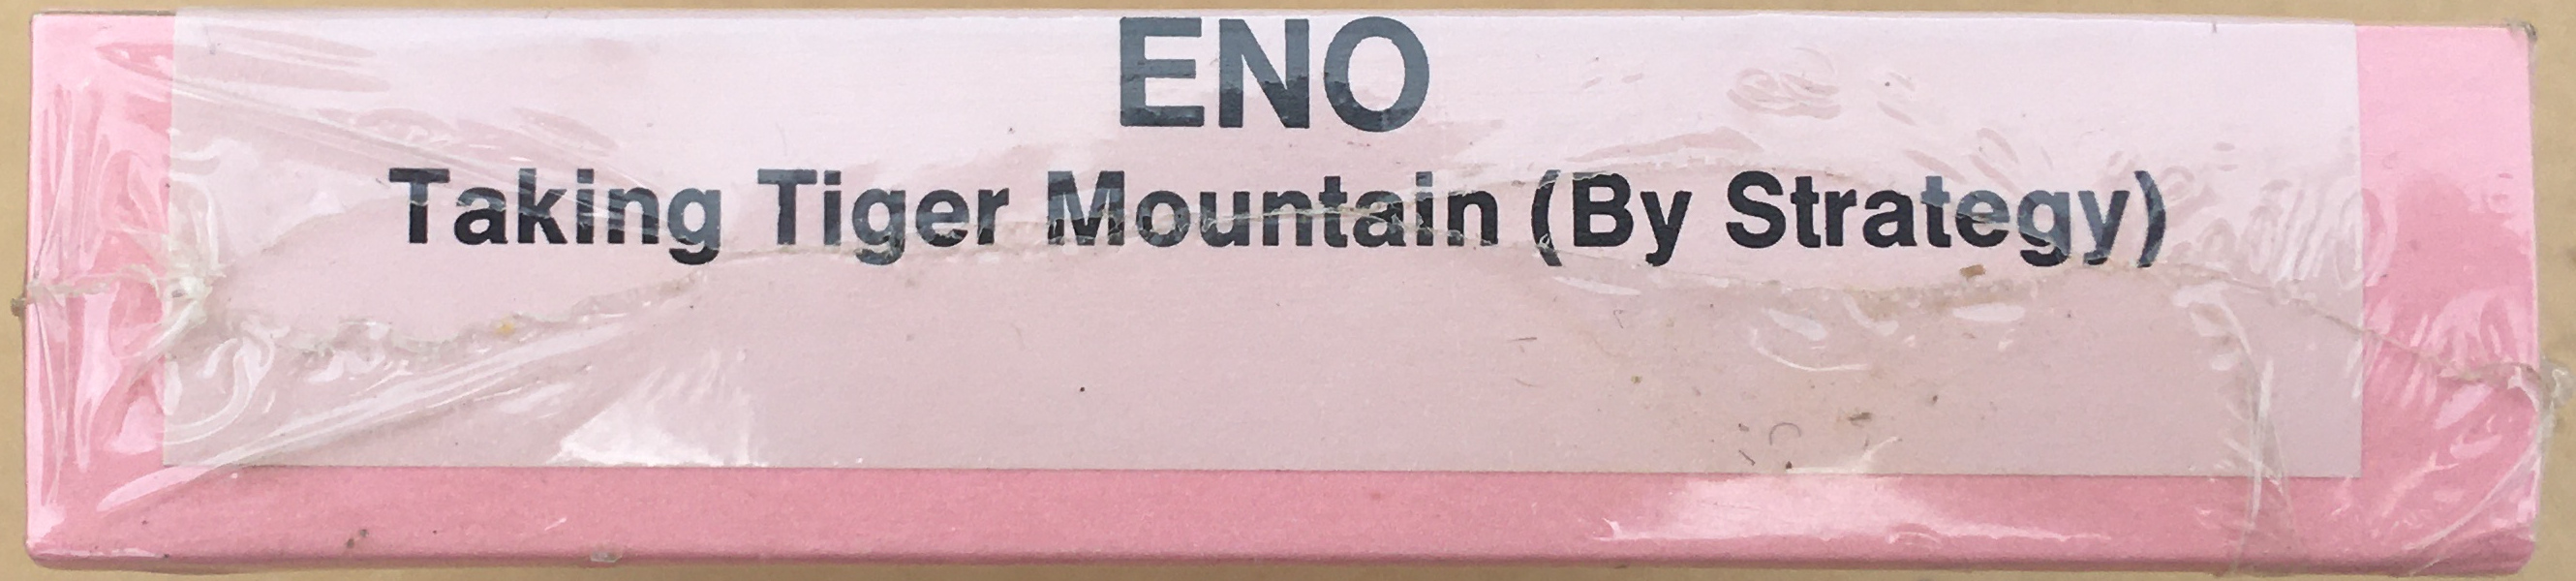 ENO
Taking Tiger Mountain (By Strategy)